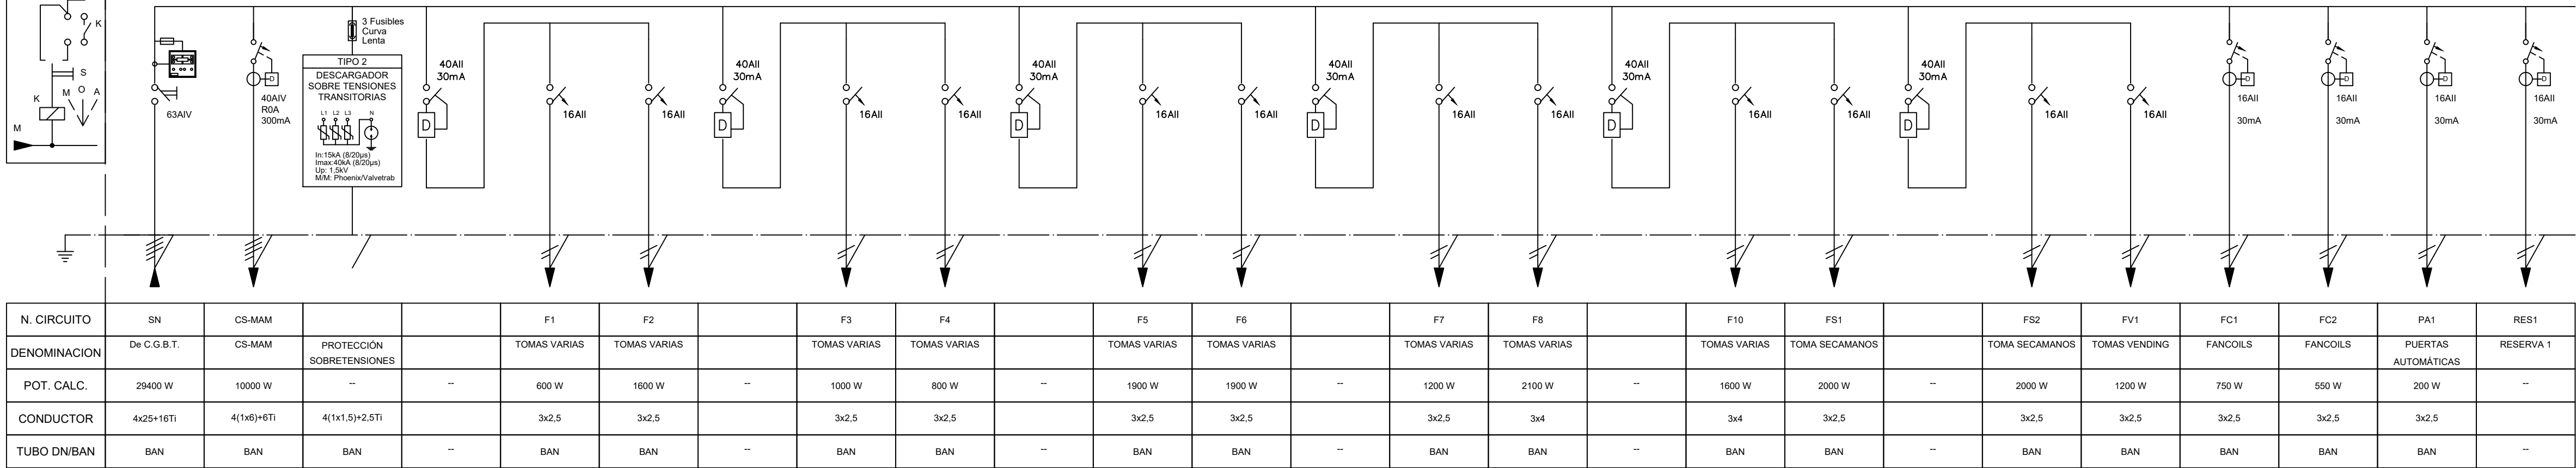 K
S
K
M O A
M
63AIV
40AIV
R0A
300mA
3 Fusibles
Curva
Lenta
TIPO 2
DESCARGADOR
SOBRE TENSIONES
TRANSITORIAS
L1 L2 L3 N
In:15kA (8/20µs)
Imax:40kA (8/20µs)
Up: 1,5kV
M/M: Phoenix/Valvetrab
40AII
30mA
D
16AII
16AII
40AII
30mA
D
16AII
16AII
40AII
30mA
D
16AII
16AII
40AII
30mA
D
16AII
16AII
40AII
30mA
D
16AII
16AII
40AII
30mA
D
16AII
16AII
D
16AII
30mA
D
16AII
30mA
D
16AII
30mA
D
16AII
30mA
N. CIRCUITO SN CS-MAM F1 F2 F3 F4 F5 F6 F7 F8 F10 FS1 FS2 FV1 FC1 FC2 PA1 RES1
DENOMINACION De C.G.B.T. CS-MAM PROTECCIÓN SOBRETENSIONES TOMAS VARIAS TOMAS VARIAS TOMAS VARIAS TOMAS VARIAS TOMAS VARIAS TOMAS VARIAS TOMAS VARIAS TOMAS VARIAS TOMAS VARIAS TOMA SECAMANOS TOMA SECAMANOS TOMAS VENDING FANCOILS FANCOILS PUERTAS AUTOMÁTICAS RESERVA 1
POT. CALC. 29400 W 10000 W -- -- 600 W 1600 W -- 1000 W 800 W -- 1900 W 1900 W -- 1200 W 2100 W -- 1600 W 2000 W -- 2000 W 1200 W 750 W 550 W 200 W --
CONDUCTOR 4x25+16Ti 4(1x6)+6Ti 4(1x1,5)+2,5Ti 3x2,5 3x2,5 3x2,5 3x2,5 3x2,5 3x2,5 3x2,5 3x4 3x4 3x2,5 3x2,5 3x2,5 3x2,5 3x2,5 3x2,5
TUBO DN/BAN BAN BAN BAN -- BAN BAN -- BAN BAN -- BAN BAN -- BAN BAN -- BAN BAN -- BAN BAN BAN BAN BAN --